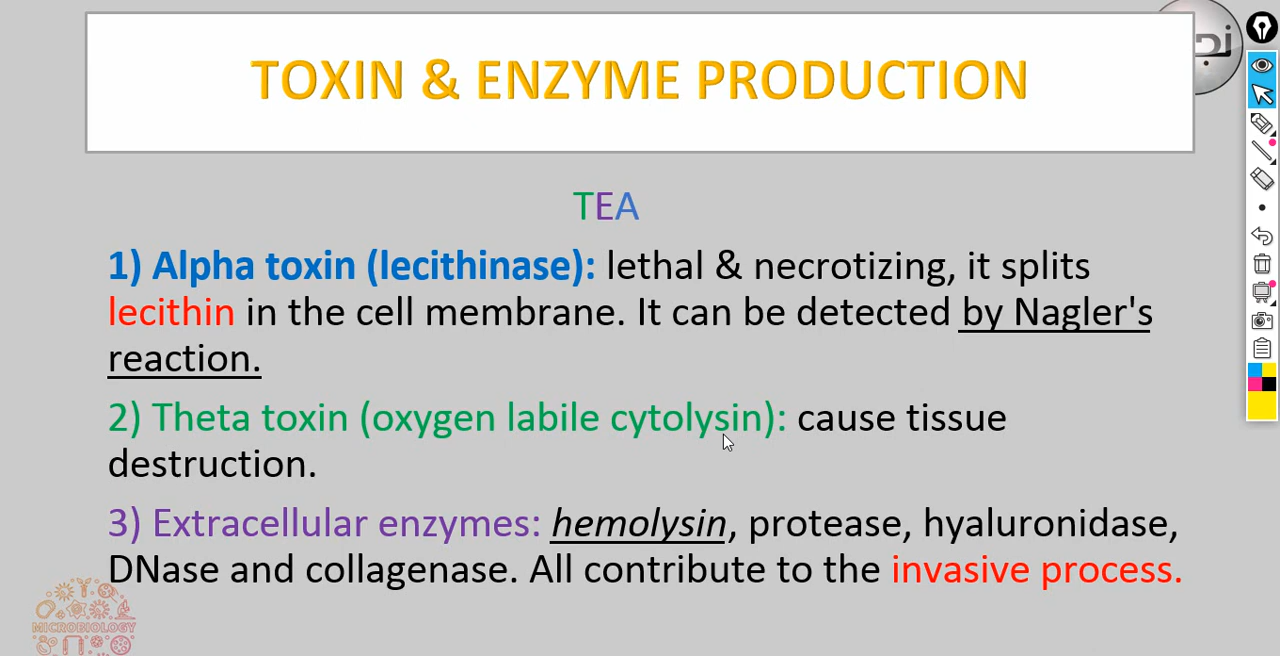 TOXIN & ENZYME PRODUCTION
TEA
1) Alpha toxin (lecithinase): lethal & necrotizing, it splits
lecithin in the cell membrane. It can be detected by Nagler's
reaction.
2) Theta toxin (oxygen labile cytolysin): cause tissue
destruction.
3) Extracellular enzymes: hemolysin, protease, hyaluronidase,
DNase and collagenase. All contribute to the invasive process.
MICROBIOLOGY